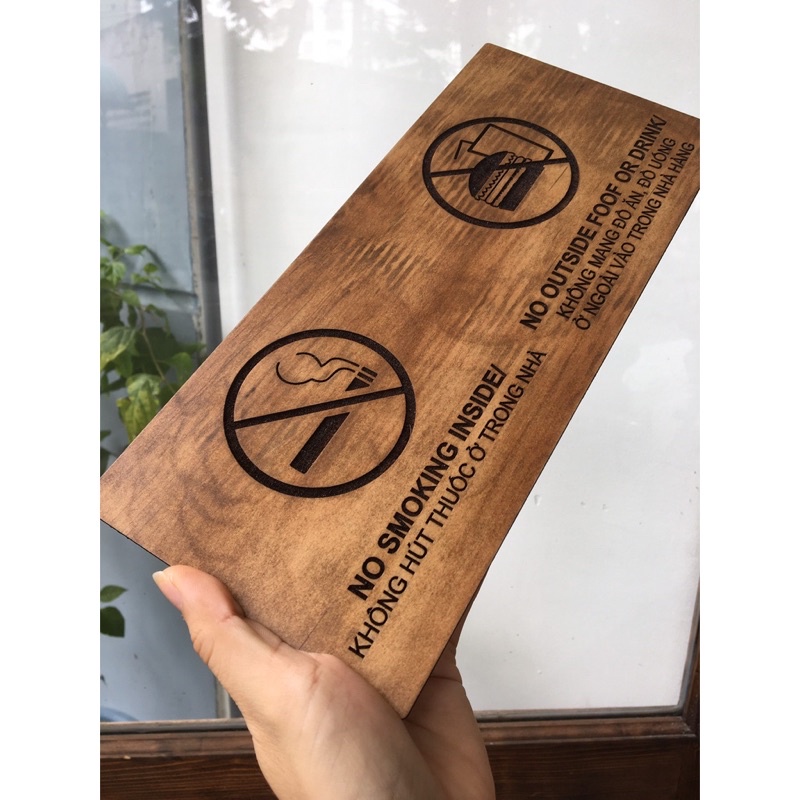 NO SMOKING INSIDE/
KHÔNG HÚT THUỐC Ở TRONG NHÀ
NO OUTSIDE FOOF OR DRINK/
KHÔNG MANG ĐỒ ĂN, ĐỒ UỐNG
Ở NGOÀI VÀO TRONG NHÀ HÀNG